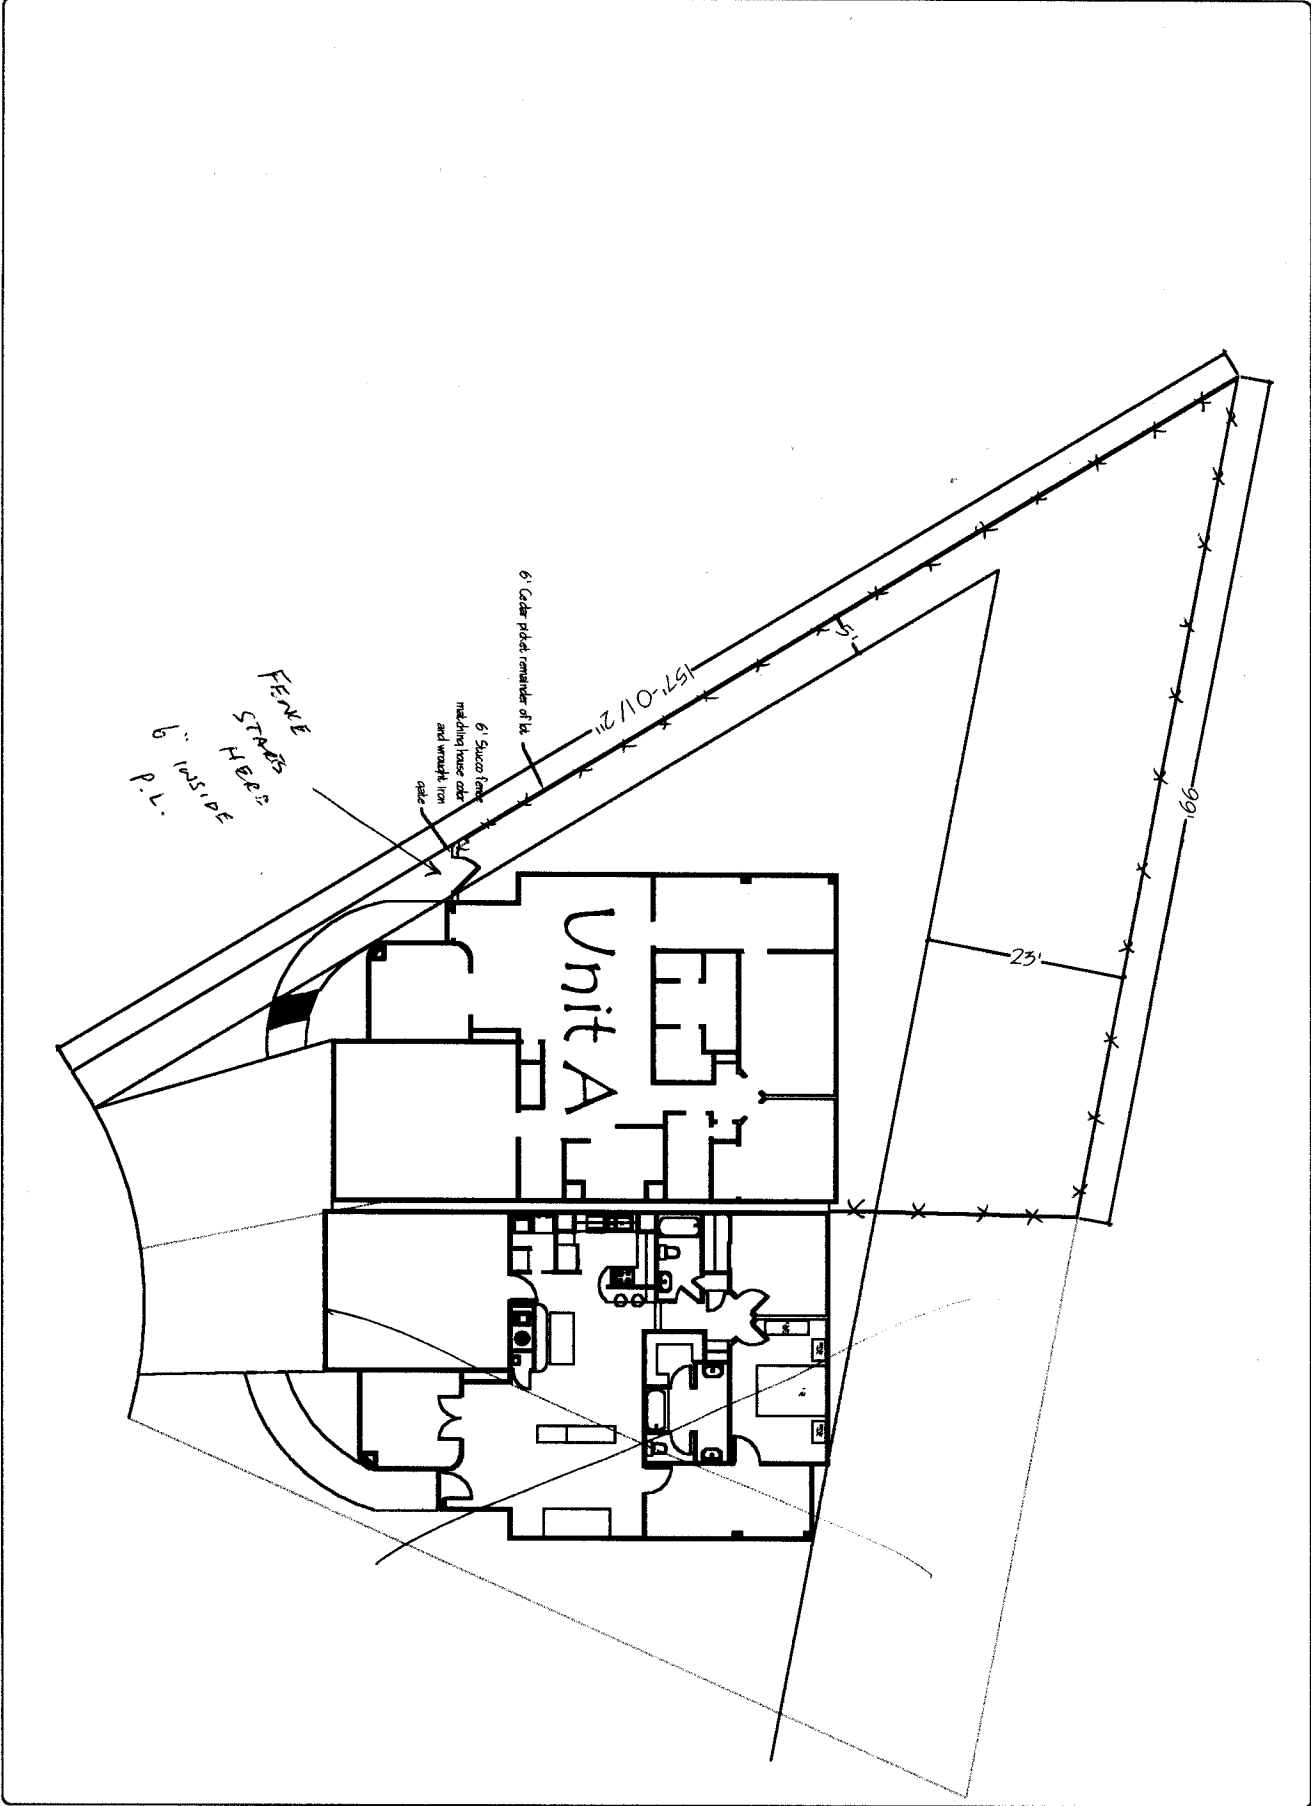 6' Cedar picket remainder of lot
6' Stucco fence
matching house color
and wrought iron
gate
157'-0 1/2"
5'
99'
23'
FENCE
STARTS
HERE
6" INSIDE
P.L.
Unit A